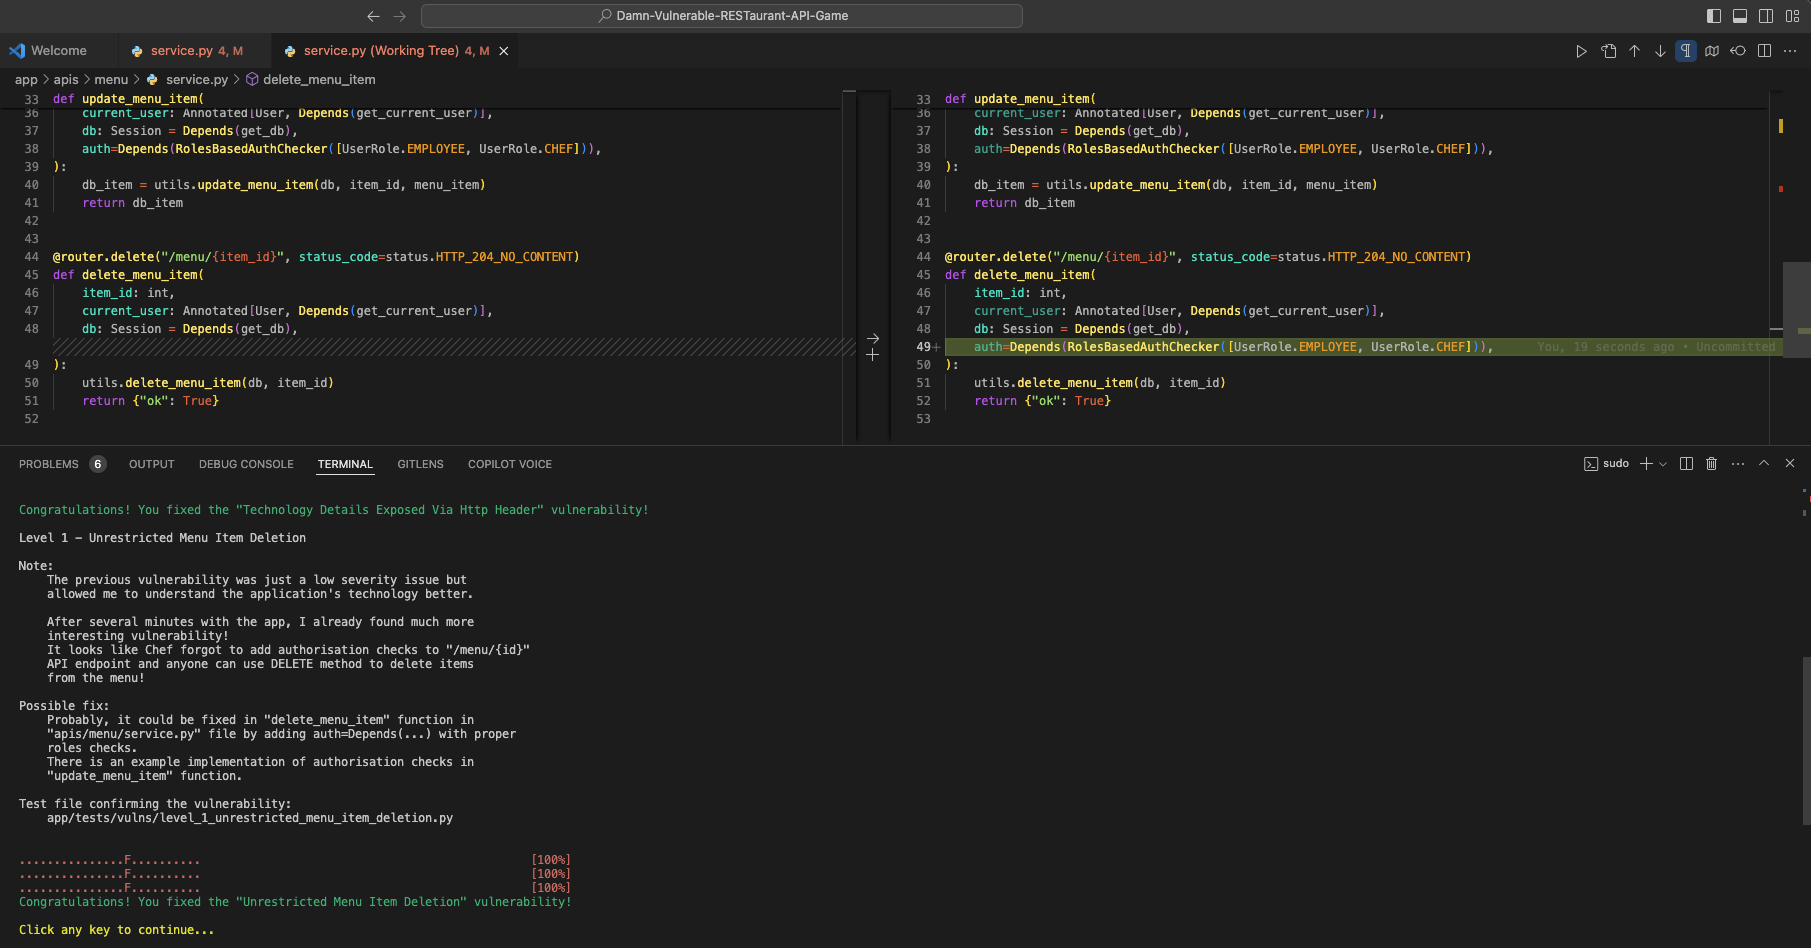 Damn-Vulnerable-RESTaurant-API-Game
Welcome
service.py 4, M
service.py (Working Tree) 4, M
app > apis > menu > service.py > delete_menu_item
33 def update_menu_item(
36 current_user: Annotated[User, Depends(get_current_user)],
37 db: Session = Depends(get_db),
38 auth=Depends(RolesBasedAuthChecker([UserRole.EMPLOYEE, UserRole.CHEF])),
39 ):
40 db_item = utils.update_menu_item(db, item_id, menu_item)
41 return db_item
42
43
44 @router.delete("/menu/{item_id}", status_code=status.HTTP_204_NO_CONTENT)
45 def delete_menu_item(
46 item_id: int,
47 current_user: Annotated[User, Depends(get_current_user)],
48 db: Session = Depends(get_db),
49 ):
50 utils.delete_menu_item(db, item_id)
51 return {"ok": True}
52
33 def update_menu_item(
36 current_user: Annotated[User, Depends(get_current_user)],
37 db: Session = Depends(get_db),
38 auth=Depends(RolesBasedAuthChecker([UserRole.EMPLOYEE, UserRole.CHEF])),
39 ):
40 db_item = utils.update_menu_item(db, item_id, menu_item)
41 return db_item
42
43
44 @router.delete("/menu/{item_id}", status_code=status.HTTP_204_NO_CONTENT)
45 def delete_menu_item(
46 item_id: int,
47 current_user: Annotated[User, Depends(get_current_user)],
48 db: Session = Depends(get_db),
49+ auth=Depends(RolesBasedAuthChecker([UserRole.EMPLOYEE, UserRole.CHEF])), You, 19 seconds ago • Uncommitted
50 ):
51 utils.delete_menu_item(db, item_id)
52 return {"ok": True}
53
PROBLEMS 6 OUTPUT DEBUG CONSOLE TERMINAL GITLENS COPILOT VOICE
sudo
Congratulations! You fixed the "Technology Details Exposed Via Http Header" vulnerability!
Level 1 - Unrestricted Menu Item Deletion
Note:
The previous vulnerability was just a low severity issue but
allowed me to understand the application's technology better.
After several minutes with the app, I already found much more
interesting vulnerability!
It looks like Chef forgot to add authorisation checks to "/menu/{id}"
API endpoint and anyone can use DELETE method to delete items
from the menu!
Possible fix:
Probably, it could be fixed in "delete_menu_item" function in
"apis/menu/service.py" file by adding auth=Depends(...) with proper
roles checks.
There is an example implementation of authorisation checks in
"update_menu_item" function.
Test file confirming the vulnerability:
app/tests/vulns/level_1_unrestricted_menu_item_deletion.py
...............F.......... [100%]
...............F.......... [100%]
...............F.......... [100%]
Congratulations! You fixed the "Unrestricted Menu Item Deletion" vulnerability!
Click any key to continue...